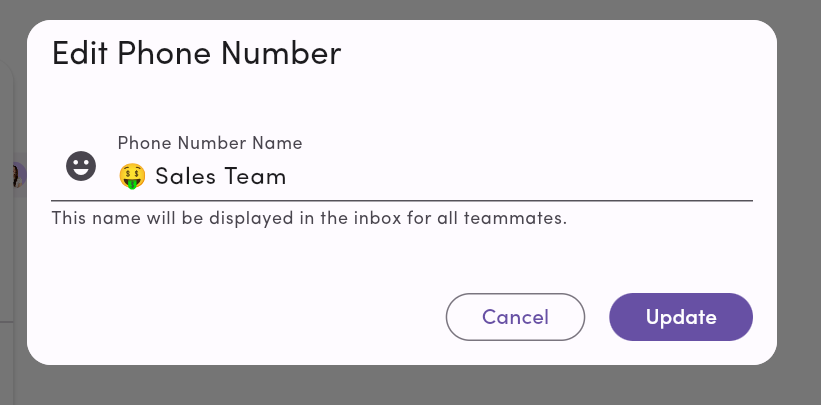 Edit Phone Number
Phone Number Name
🤑 Sales Team
This name will be displayed in the inbox for all teammates.
Cancel
Update